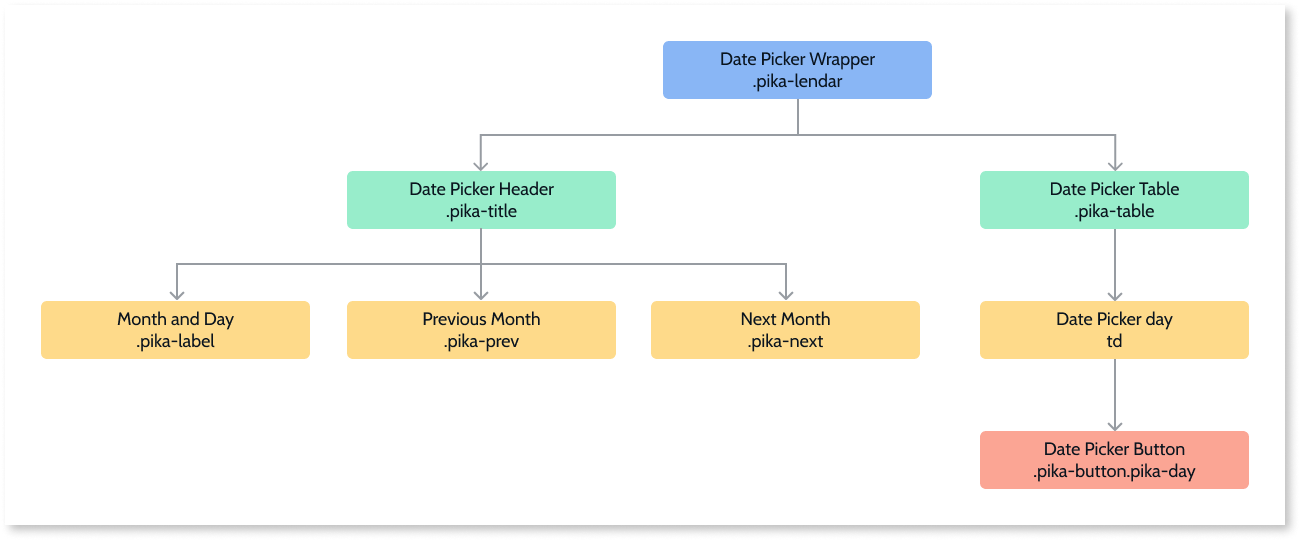 Date Picker Wrapper
.pika-lendar
Date Picker Header
.pika-title
Date Picker Table
.pika-table
Month and Day
.pika-label
Previous Month
.pika-prev
Next Month
.pika-next
Date Picker day
td
Date Picker Button
.pika-button.pika-day